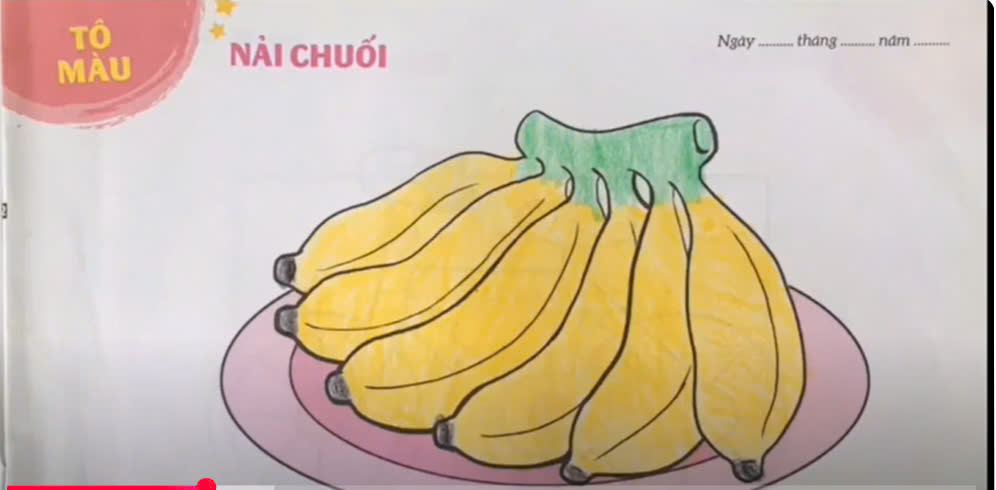 TÔ
MÀU
NẢI CHUỐI
Ngày .......... tháng .......... năm ..........